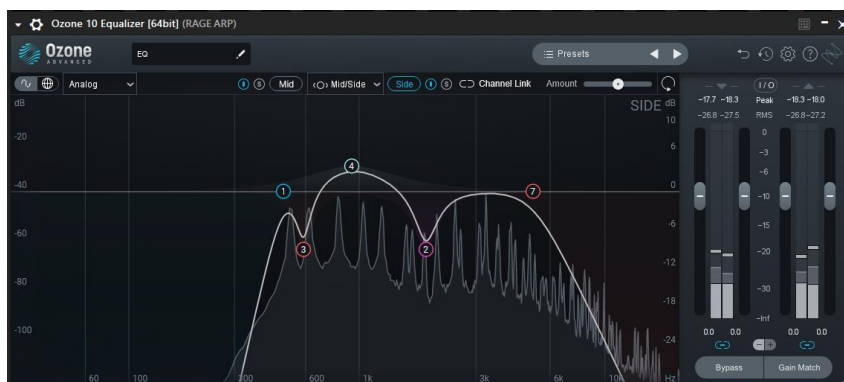 Ozone 10 Equalizer [64bit] (RAGE ARP)
Ozone
ADVANCED
EQ
Presets
Analog
S
Mid
Mid/Side
Side
S
Channel Link
Amount
I/O
-17.7 -18.3 Peak -18.3 -18.0
-26.8 -27.5 RMS -26.8 -27.2
dB
SIDE dB
10
-20
6
-40
0
-60
-6
-12
-80
-18
-100
-24
1
4
7
3
2
60
100
300
600
1k
3k
6k
10k
Hz
0
-3
-6
-10
-15
-20
-30
-Inf
0.0 0.0
0.0 0.0
Bypass
Gain Match